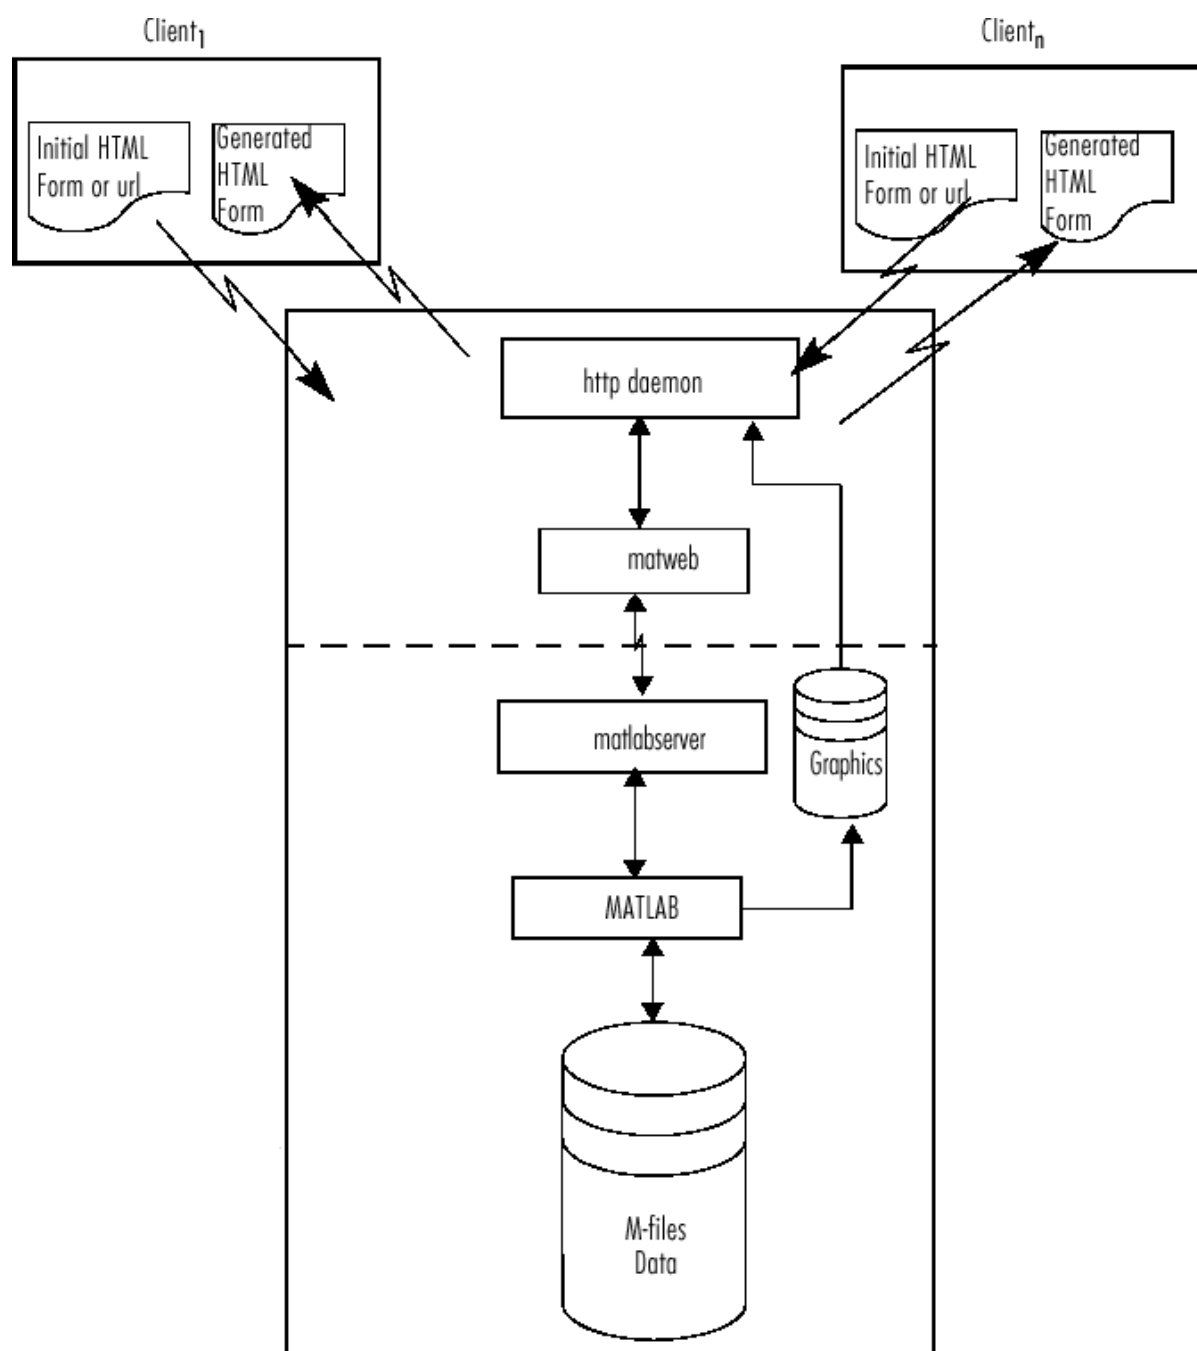 Client1
Clientn
Initial HTML
Form or url
Generated
HTML
Form
Initial HTML
Form or url
Generated
HTML
Form
http daemon
matweb
matlabserver
Graphics
MATLAB
M-files
Data